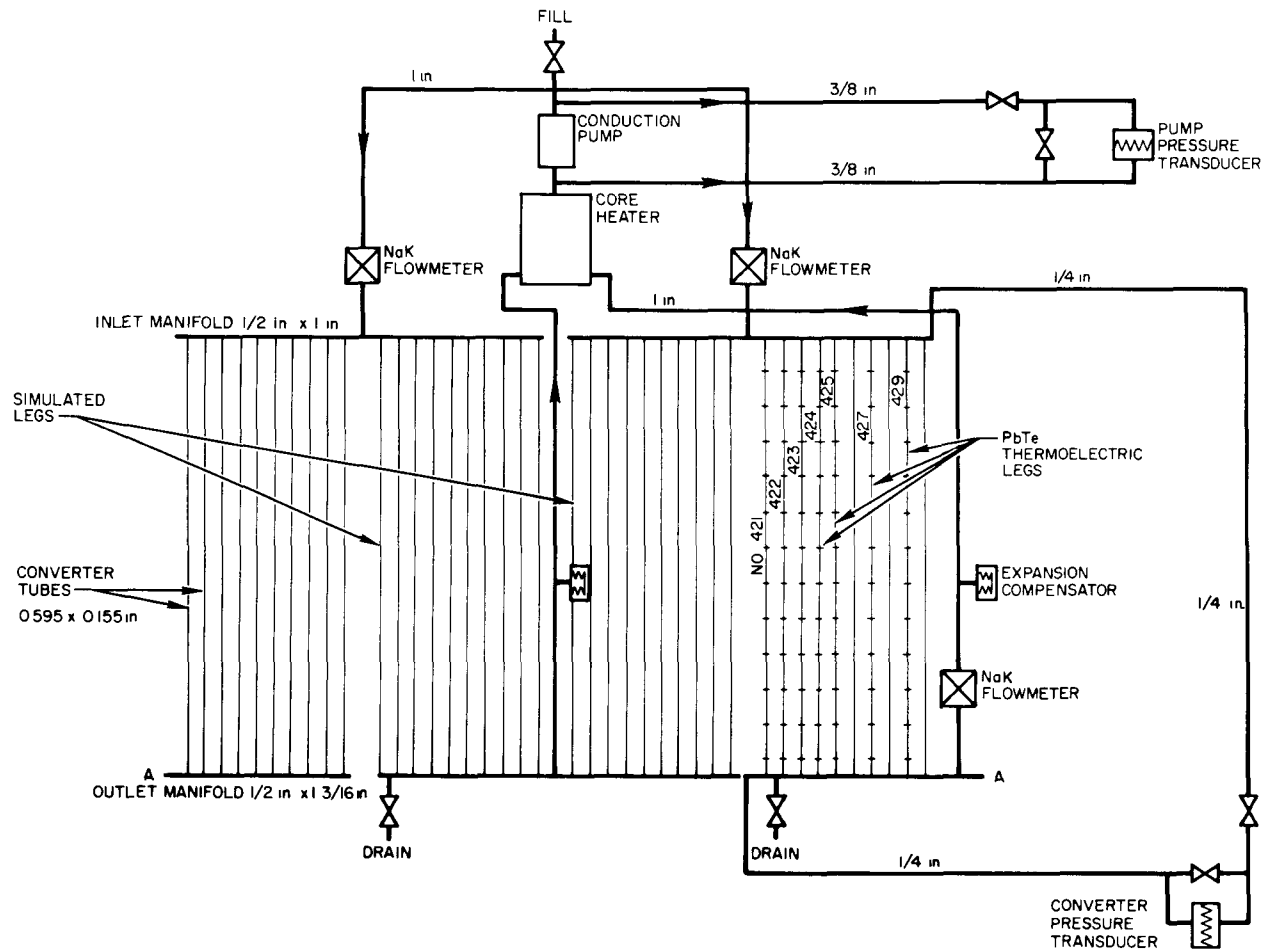 FILL
1 in
3/8 in
CONDUCTION
PUMP
PUMP
PRESSURE
TRANSDUCER
3/8 in
CORE
HEATER
NaK
FLOWMETER
NaK
FLOWMETER
1/4 in
1 in
INLET MANIFOLD 1/2 in x 1 in
SIMULATED
LEGS
425
429
424
427
423
422
NO 421
PbTe
THERMOELECTRIC
LEGS
CONVERTER
TUBES
0 595 x 0 155 in
EXPANSION
COMPENSATOR
1/4 in.
NaK
FLOWMETER
A
A
OUTLET MANIFOLD 1/2 in x 1 3/16 in
DRAIN
DRAIN
1/4 in
CONVERTER
PRESSURE
TRANSDUCER